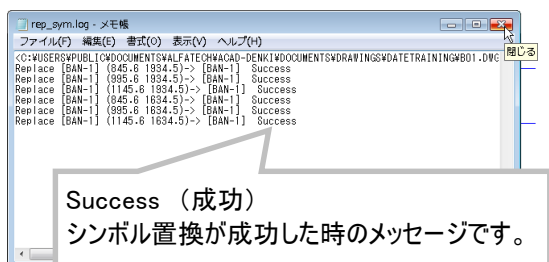 rep_sym.log - メモ帳
ファイル(F) 編集(E) 書式(O) 表示(V) ヘルプ(H)
閉じる
<C:¥USERS¥PUBLIC¥DOCUMENTS¥ALFATECH¥ACAD-DENKI¥DOCUMENTS¥DRAWINGS¥DATETRAINING¥B01.DWG
Replace [BAN-1] (845.6 1934.5)-> [BAN-1] Success
Replace [BAN-1] (995.6 1934.5)-> [BAN-1] Success
Replace [BAN-1] (1145.6 1934.5)-> [BAN-1] Success
Replace [BAN-1] (845.6 1634.5)-> [BAN-1] Success
Replace [BAN-1] (995.6 1634.5)-> [BAN-1] Success
Replace [BAN-1] (1145.6 1634.5)-> [BAN-1] Success
Success （成功）
シンボル置換が成功した時のメッセージです。